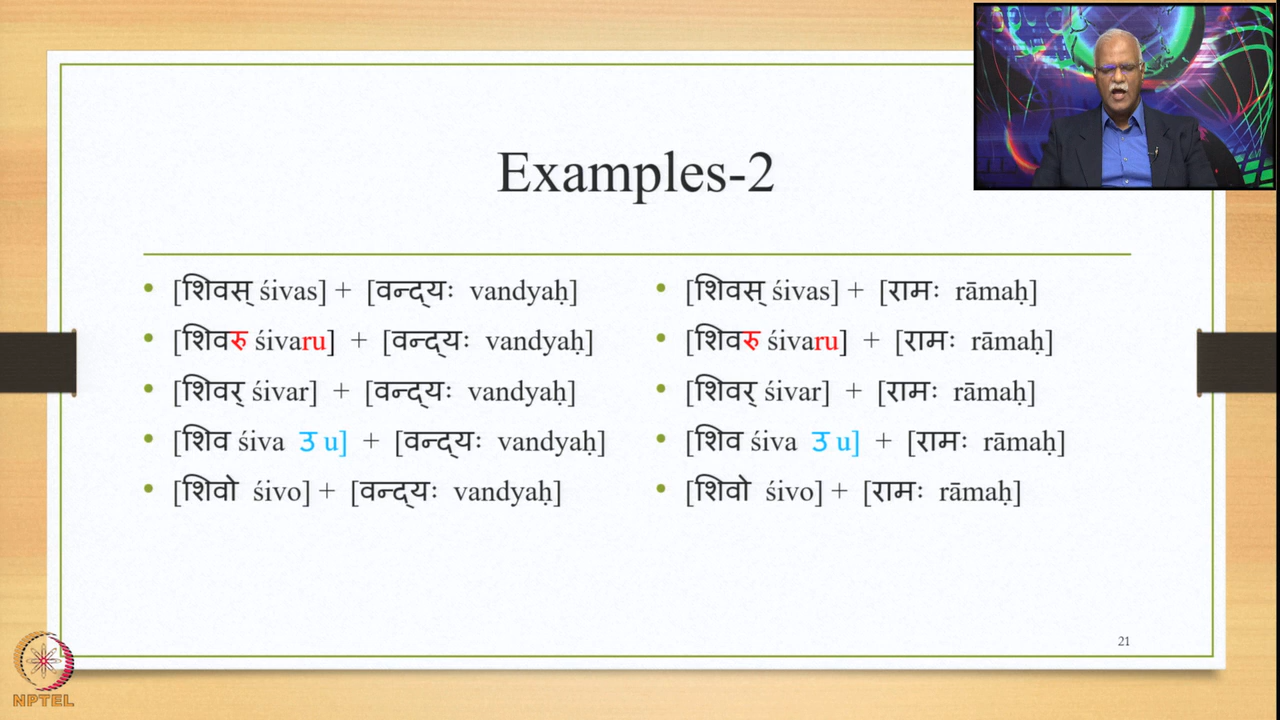 Examples-2
• [शिवस् śivas] + [वन्द्यः vandyaḥ]
• [शिवरु śivaru] + [वन्द्यः vandyaḥ]
• [शिवर् śivar] + [वन्द्यः vandyaḥ]
• [शिव śiva उ u] + [वन्द्यः vandyaḥ]
• [शिवो śivo] + [वन्द्यः vandyaḥ]
• [शिवस् śivas] + [रामः rāmaḥ]
• [शिवरु śivaru] + [रामः rāmaḥ]
• [शिवर् śivar] + [रामः rāmaḥ]
• [शिव śiva उ u] + [रामः rāmaḥ]
• [शिवो śivo] + [रामः rāmaḥ]
21
NPTEL